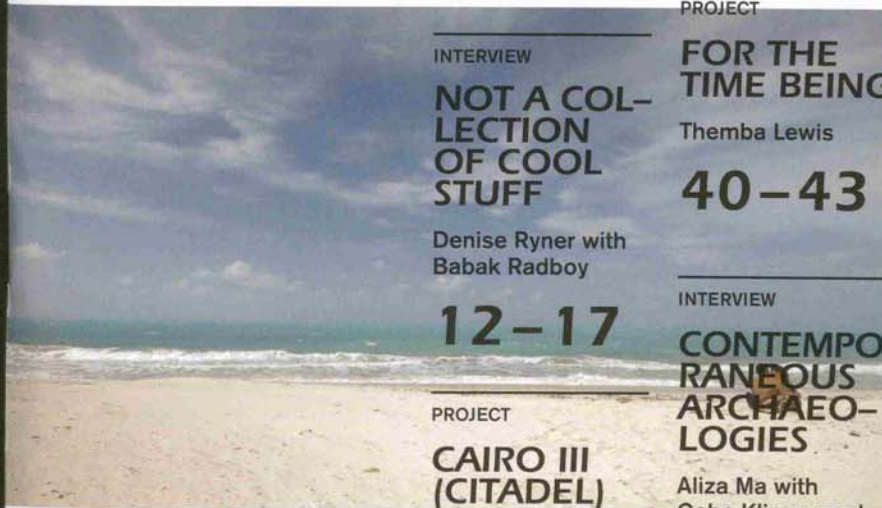 INTERVIEW
NOT A COL–
LECTION
OF COOL
STUFF
Denise Ryner with
Babak Radboy
12–17
PROJECT
CAIRO III
(CITADEL)
PROJECT
FOR THE
TIME BEING
Themba Lewis
40–43
INTERVIEW
CONTEMPO
RANEOUS
ARCHAEO–
LOGIES
Aliza Ma with